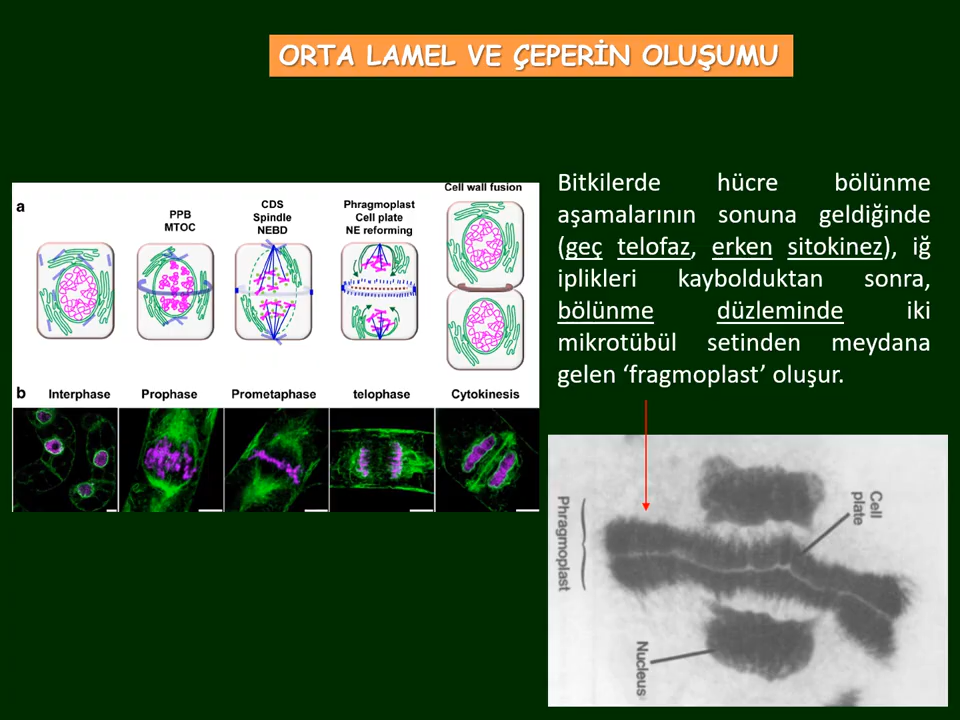 ORTA LAMEL VE ÇEPERİN OLUŞUMU
a
PPB
MTOC
CDS
Spindle
NEBD
Phragmoplast
Cell plate
NE reforming
Cell wall fusion
b
Interphase
Prophase
Prometaphase
telophase
Cytokinesis
Bitkilerde hücre bölünme
aşamalarının sonuna geldiğinde
(geç telofaz, erken sitokinez), iğ
iplikleri kaybolduktan sonra,
bölünme düzleminde iki
mikrotübül setinden meydana
gelen ‘fragmoplast’ oluşur.
Phragmoplast
Cell
plate
Nucleus